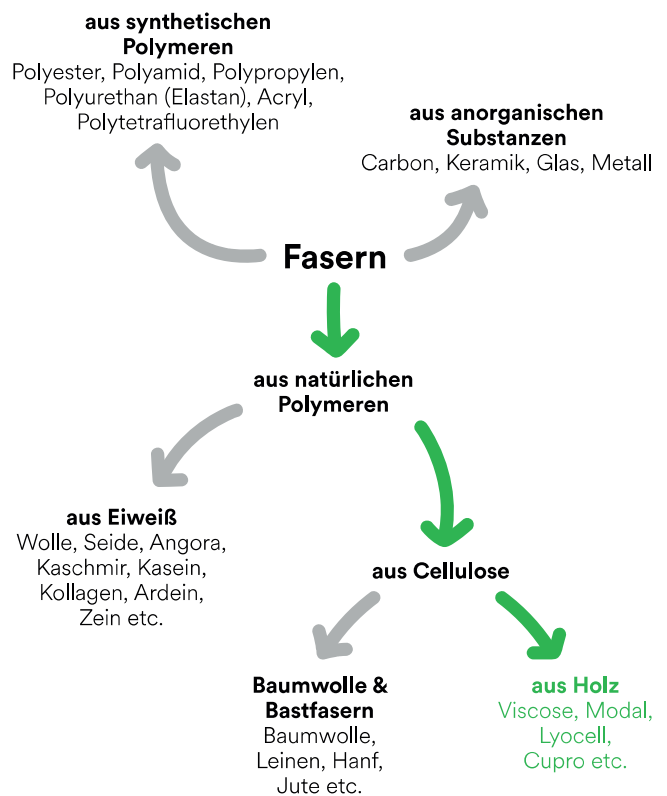 aus synthetischen
Polymeren
Polyester, Polyamid, Polypropylen,
Polyurethan (Elastan), Acryl,
Polytetrafluorethylen
aus anorganischen
Substanzen
Carbon, Keramik, Glas, Metall
Fasern
aus natürlichen
Polymeren
aus Eiweiß
Wolle, Seide, Angora,
Kaschmir, Kasein,
Kollagen, Ardein,
Zein etc.
aus Cellulose
Baumwolle &
Bastfasern
Baumwolle,
Leinen, Hanf,
Jute etc.
aus Holz
Viscose, Modal,
Lyocell,
Cupro etc.